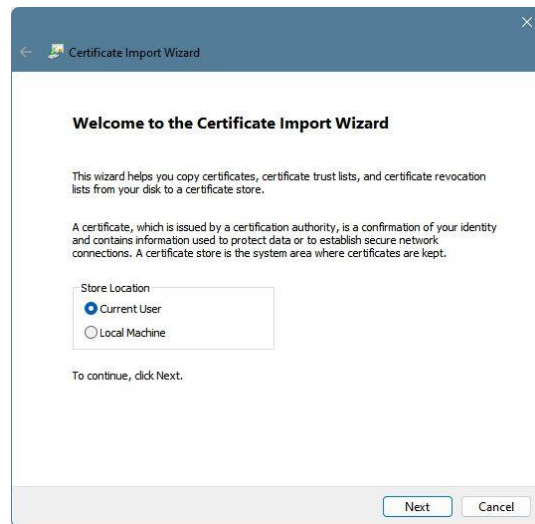 Certificate Import Wizard
Welcome to the Certificate Import Wizard
This wizard helps you copy certificates, certificate trust lists, and certificate revocation
lists from your disk to a certificate store.
A certificate, which is issued by a certification authority, is a confirmation of your identity
and contains information used to protect data or to establish secure network
connections. A certificate store is the system area where certificates are kept.
Store Location
Current User
Local Machine
To continue, click Next.
Next Cancel